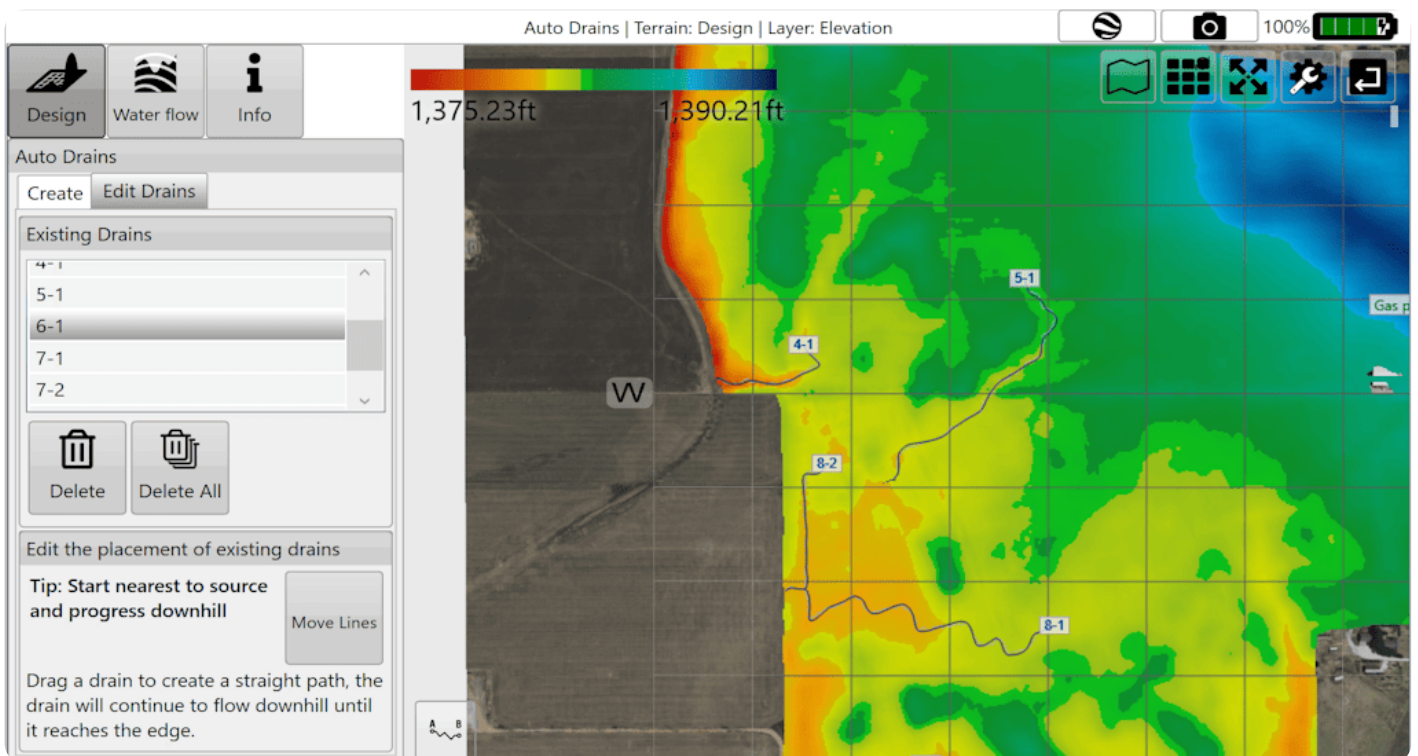 Auto Drains | Terrain: Design | Layer: Elevation
100%
Design
Water flow
Info
1,375.23ft
1,390.21ft
Auto Drains
Create
Edit Drains
Existing Drains
4-1
5-1
6-1
7-1
7-2
Delete
Delete All
Edit the placement of existing drains
Tip: Start nearest to source
and progress downhill
Move Lines
Drag a drain to create a straight path, the
drain will continue to flow downhill until
it reaches the edge.
A B
W
5-1
Gas p
4-1
8-2
8-1